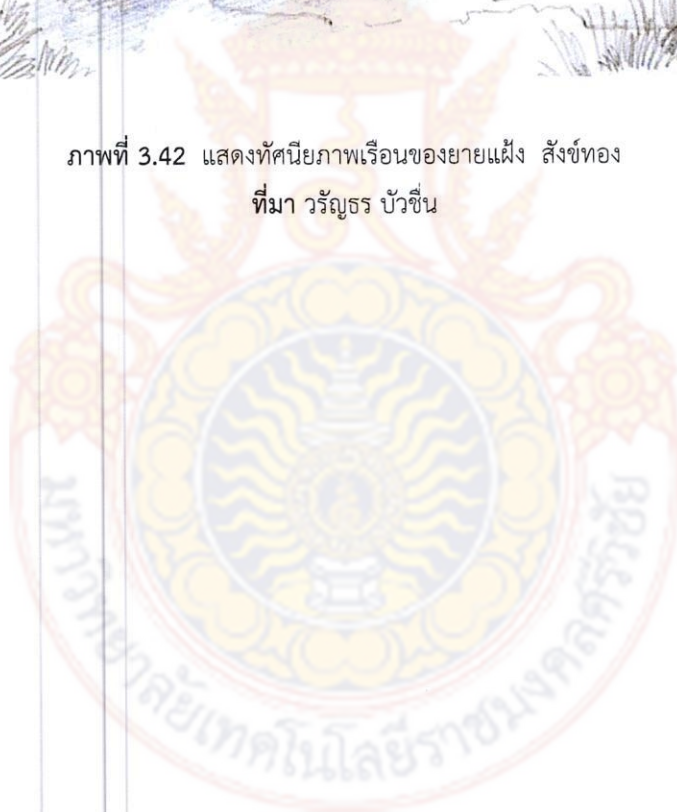 ภาพที่ 3.42 แสดงทัศนียภาพเรือนของยายแฝ้ง สังข์ทอง
ที่มา วรัญธร บัวชื่น
มหาวิทยาลัยเทคโนโลยีราชมงคลศรีวิชัย